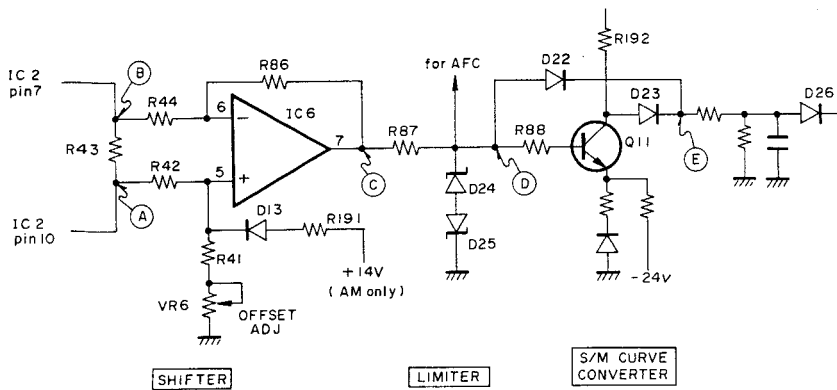 R192
B
R86
for AFC
D22
IC 2
pin7
R44
6
IC6
D23
D26
R43
7
R87
R88
Q11
R42
5
E
A
C
D
D24
IC 2
pin10
D13
R191
D25
R41
+14V
(AM only)
-24V
VR6
OFFSET
ADJ
SHIFTER
LIMITER
S/M CURVE
CONVERTER